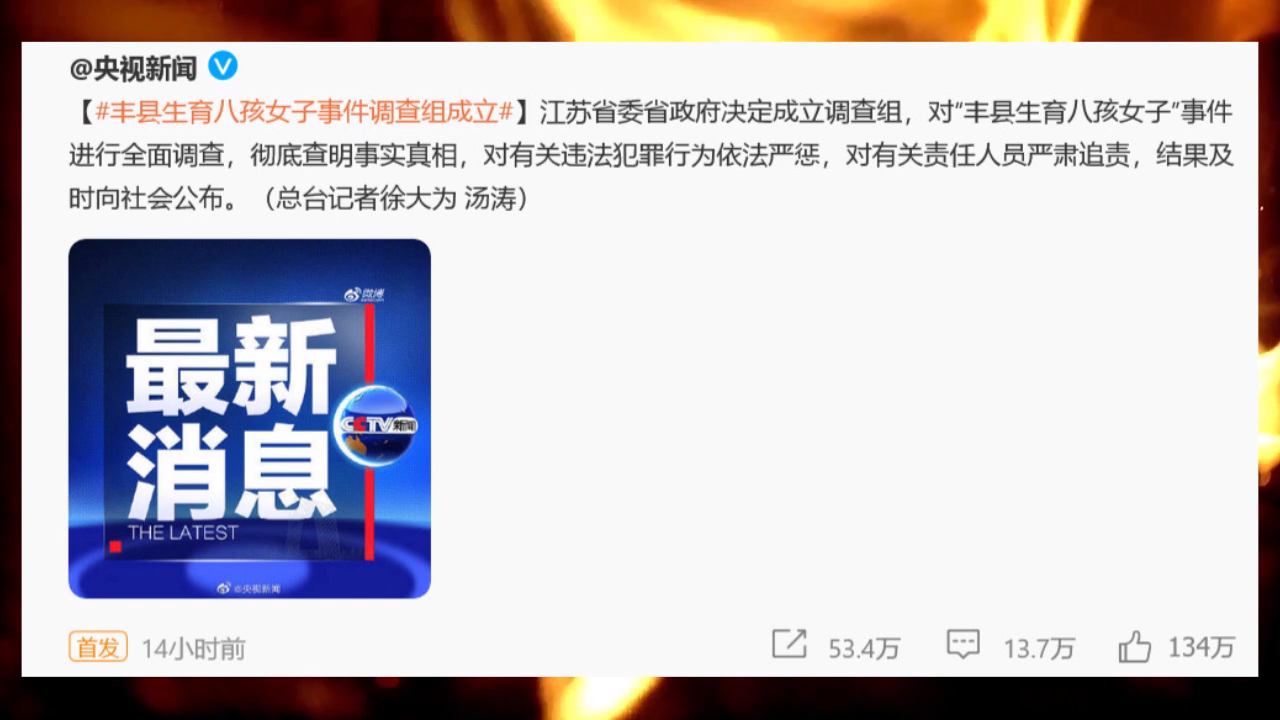 @央视新闻
【#丰县生育八孩女子事件调查组成立#】江苏省委省政府决定成立调查组，对“丰县生育八孩女子”事件
进行全面调查，彻底查明事实真相，对有关违法犯罪行为依法严惩，对有关责任人员严肃追责，结果及
时向社会公布。（总台记者徐大为 汤涛）
微博
最新
CCTV新闻
消息
THE LATEST
@央视新闻
首发 14小时前 53.4万 13.7万 134万